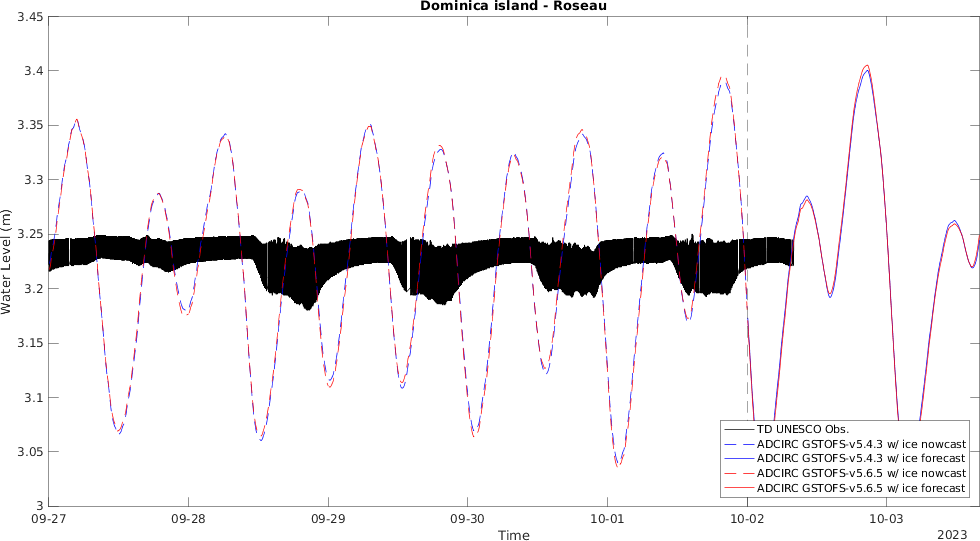 Dominica island - Roseau
3.45
3.4
3.35
3.3
3.25
3.2
3.15
3.1
3.05
3
Water Level (m)
TD UNESCO Obs.
ADCIRC GSTOFS-v5.4.3 w/ ice nowcast
ADCIRC GSTOFS-v5.4.3 w/ ice forecast
ADCIRC GSTOFS-v5.6.5 w/ ice nowcast
ADCIRC GSTOFS-v5.6.5 w/ ice forecast
09-27 09-28 09-29 09-30 10-01 10-02 10-03
Time
2023